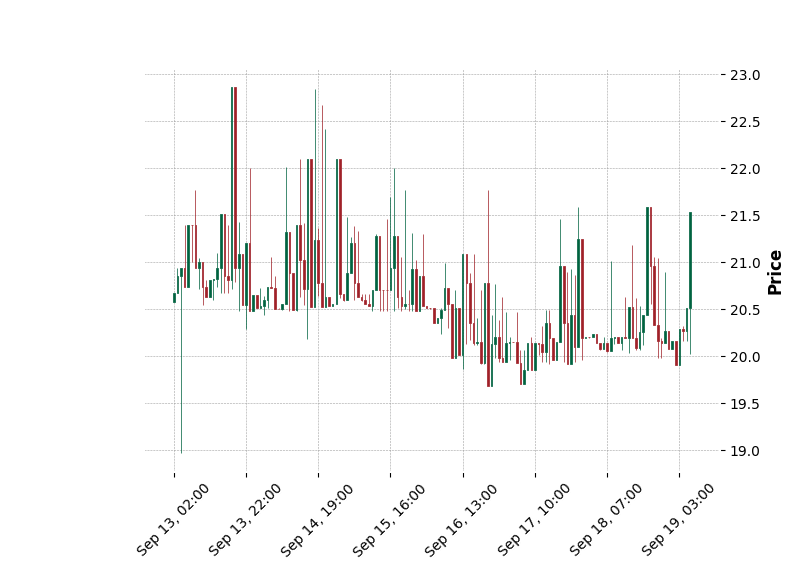 23.0
22.5
22.0
21.5
21.0
20.5
20.0
19.5
19.0
Price
Sep 13, 02:00
Sep 13, 22:00
Sep 14, 19:00
Sep 15, 16:00
Sep 16, 13:00
Sep 17, 10:00
Sep 18, 07:00
Sep 19, 03:00